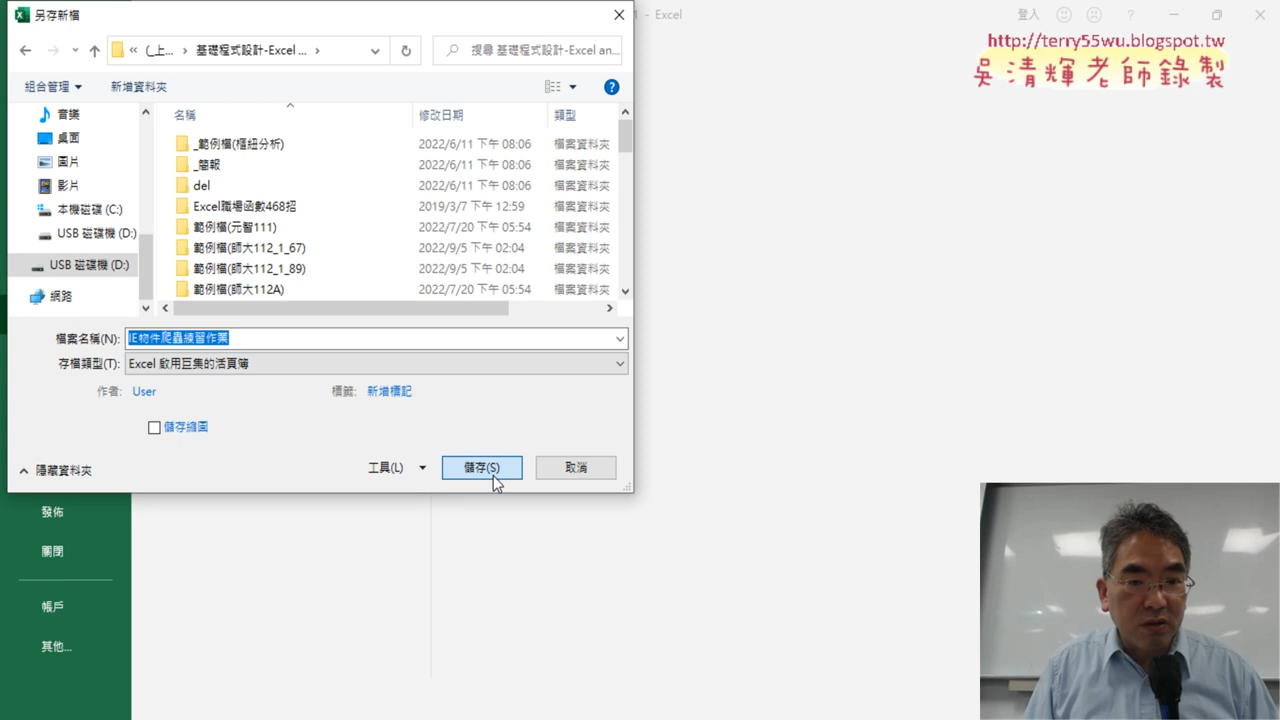 另存新檔
- Excel
登入
?
http://terry55wu.blogspot.tw
吳清輝老師錄製
« (上... › 基礎程式設計-Excel ... ›
搜尋 基礎程式設計-Excel an...
組合管理
新增資料夾
?
名稱
修改日期
類型
音樂
桌面
圖片
影片
本機磁碟 (C:)
USB 磁碟機 (D:)
USB 磁碟機 (D:)
網路
_範例檔(樞紐分析) 2022/6/11 下午 08:06 檔案資料夾
_簡報 2022/6/11 下午 08:06 檔案資料夾
del 2022/6/11 下午 08:06 檔案資料夾
Excel職場函數468招 2019/3/7 下午 12:59 檔案資料夾
範例檔(元智111) 2022/7/20 下午 05:54 檔案資料夾
範例檔(師大112_1_67) 2022/9/5 下午 02:04 檔案資料夾
範例檔(師大112_1_89) 2022/9/5 下午 02:04 檔案資料夾
範例檔(師大112A) 2022/7/20 下午 05:54 檔案資料夾
檔案名稱(N): IE物件爬蟲練習作業
存檔類型(T): Excel 啟用巨集的活頁簿
作者: User
標籤: 新增標記
儲存縮圖
隱藏資料夾
工具(L)
儲存(S)
取消
發佈
關閉
帳戶
其他...